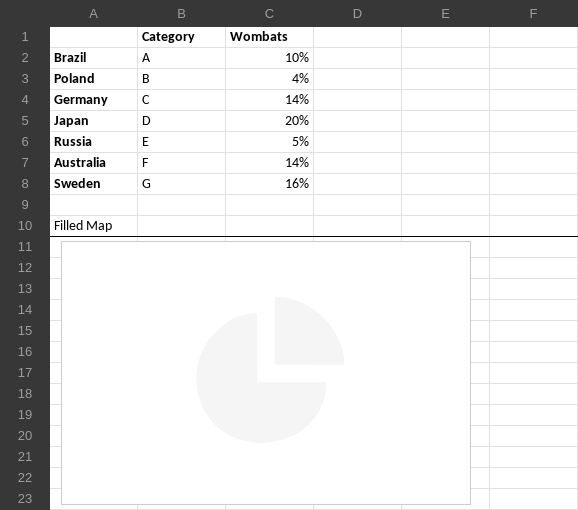 A B C D E F
1 Category Wombats
2 Brazil A 10%
3 Poland B 4%
4 Germany C 14%
5 Japan D 20%
6 Russia E 5%
7 Australia F 14%
8 Sweden G 16%
9
10 Filled Map
11
12
13
14
15
16
17
18
19
20
21
22
23